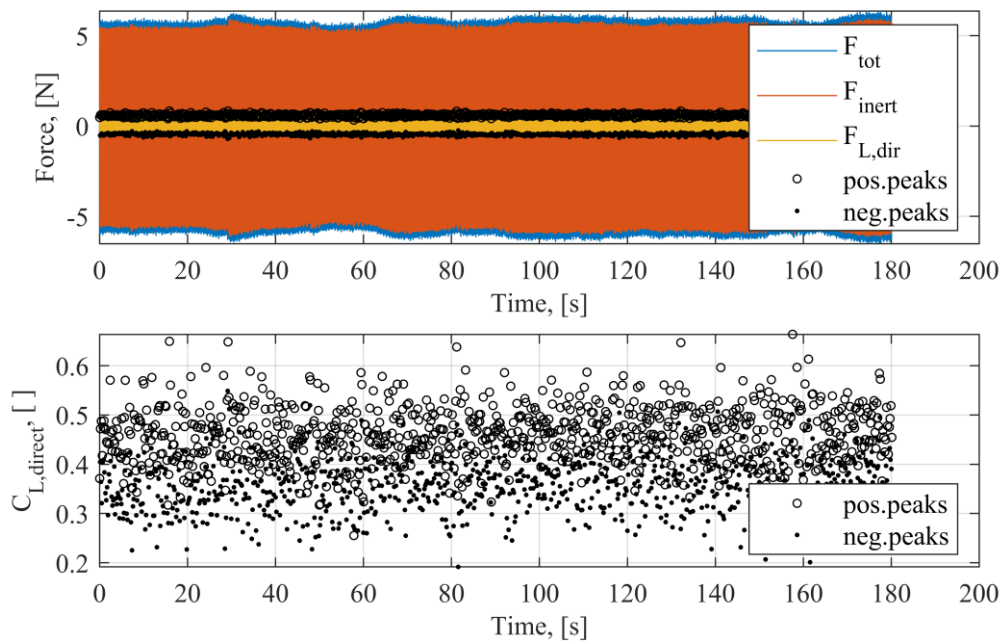 5
0
-5
Force, [N]
F_tot
F_inert
F_L,dir
pos.peaks
neg.peaks
0 20 40 60 80 100 120 140 160 180 200
Time, [s]
0.6
0.5
0.4
0.3
0.2
C_L,direct, [ ]
pos.peaks
neg.peaks
0 20 40 60 80 100 120 140 160 180 200
Time, [s]